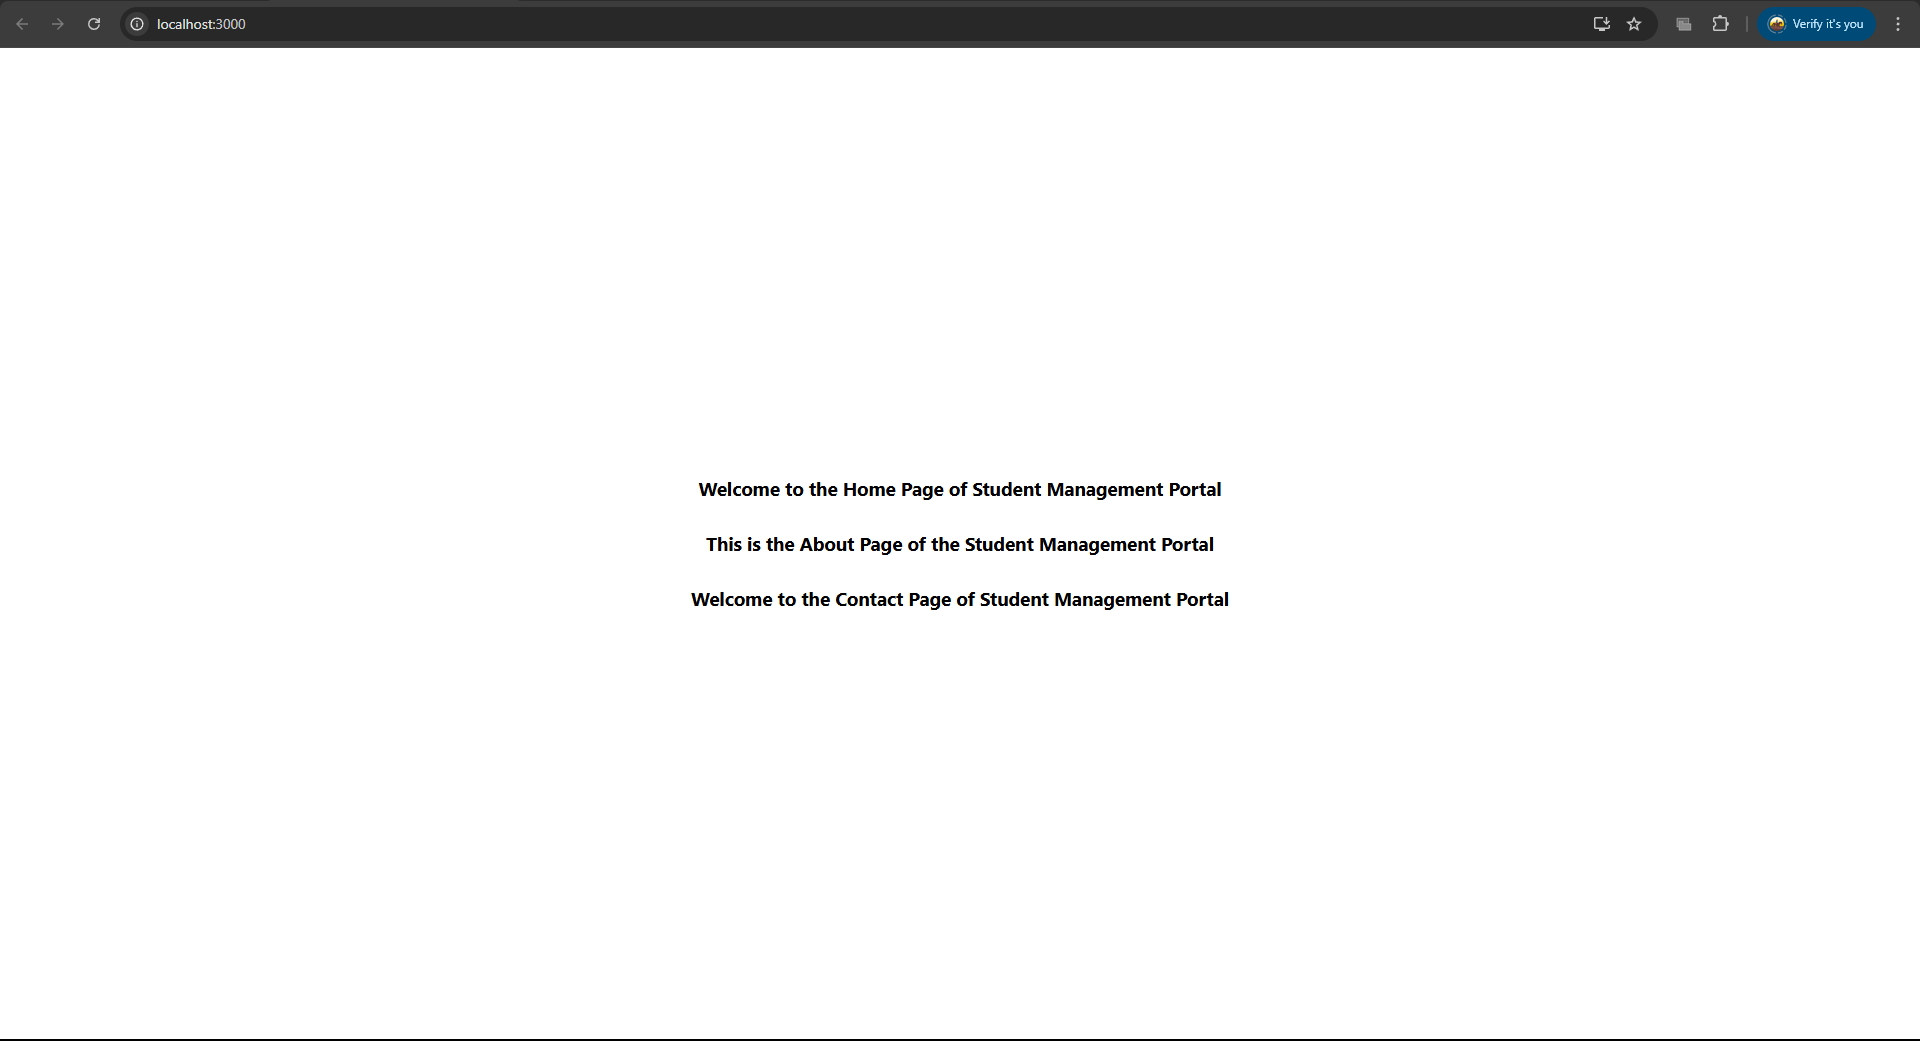 localhost:3000
Verify it's you
Welcome to the Home Page of Student Management Portal
This is the About Page of the Student Management Portal
Welcome to the Contact Page of Student Management Portal